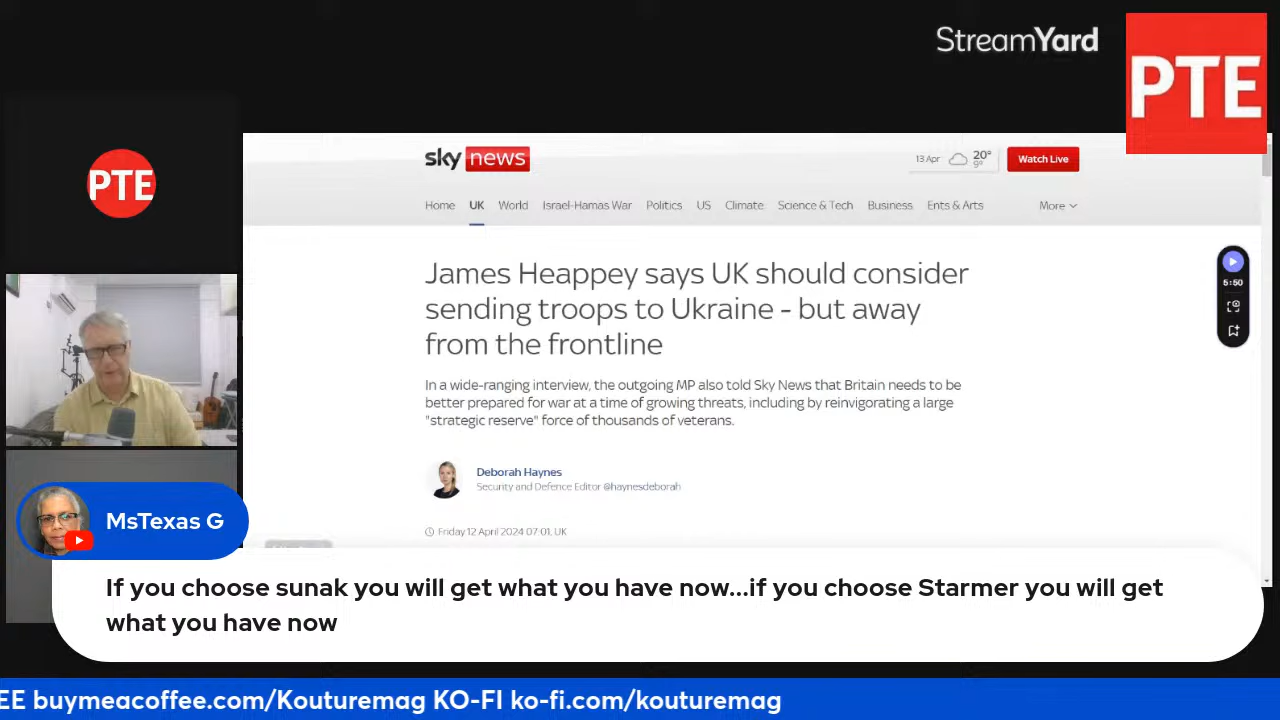 StreamYard
PTE
PTE
sky news
13 Apr 20° 9°
Watch Live
Home UK World Israel-Hamas War Politics US Climate Science & Tech Business Ents & Arts More
James Heappey says UK should consider
sending troops to Ukraine - but away
from the frontline
5:50
In a wide-ranging interview, the outgoing MP also told Sky News that Britain needs to be
better prepared for war at a time of growing threats, including by reinvigorating a large
"strategic reserve" force of thousands of veterans.
Deborah Haynes
Security and Defence Editor @haynesdeborah
Friday 12 April 2024 07:01, UK
MsTexas G
If you choose sunak you will get what you have now...if you choose Starmer you will get
what you have now
EE buymeacoffee.com/Kouturemag KO-FI ko-fi.com/kouturemag